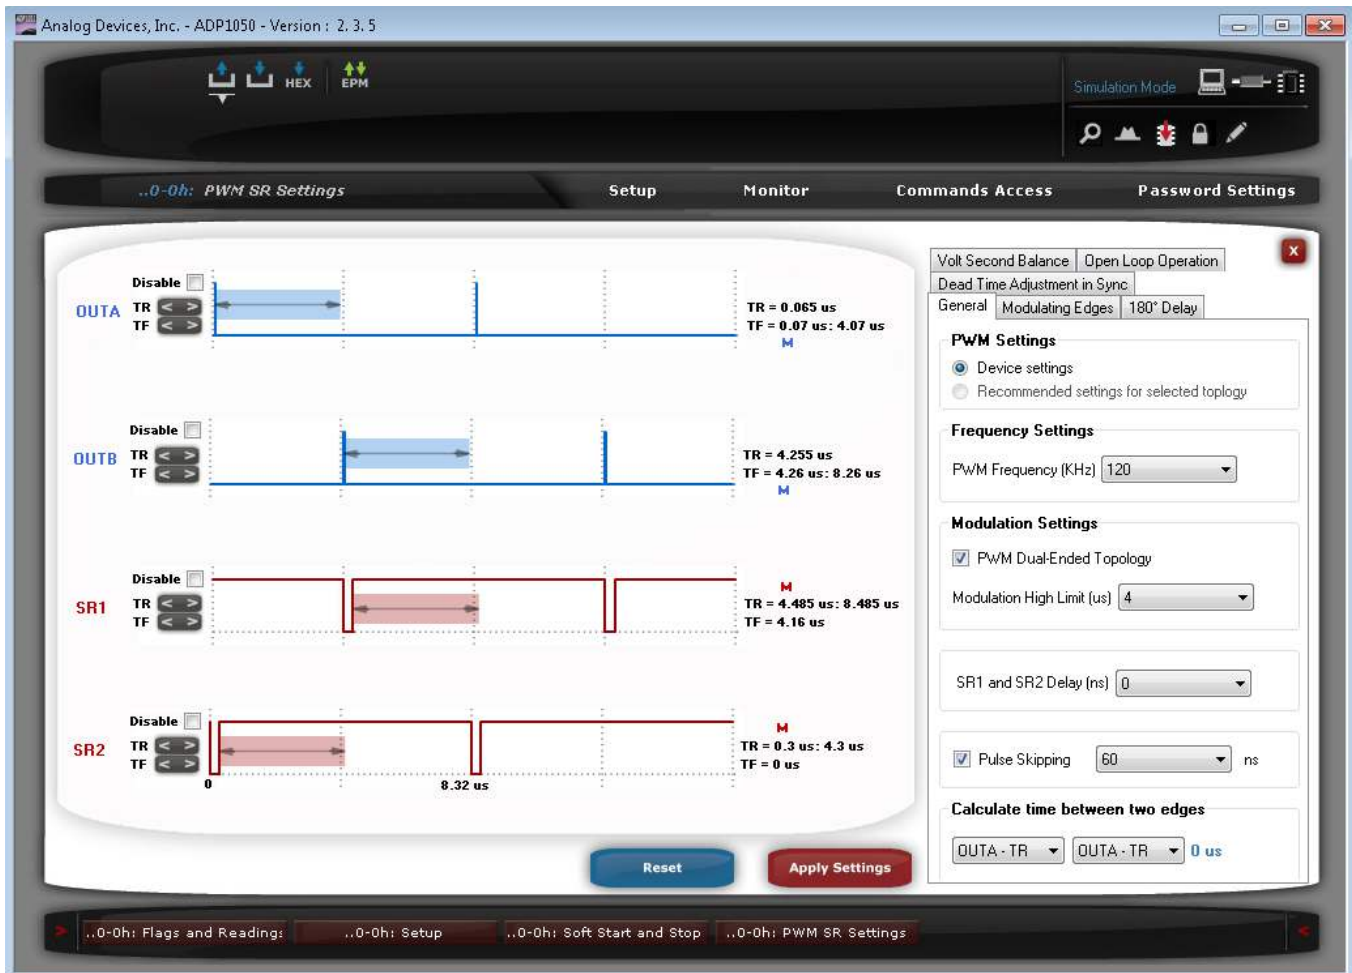 Analog Devices, Inc. - ADP1050 - Version : 2. 3. 5
HEX
EPM
Simulation Mode
..0-0h: PWM SR Settings
Setup
Monitor
Commands Access
Password Settings
Disable
OUTA
TR < >
TF < >
TR = 0.065 us
TF = 0.07 us: 4.07 us
M
Disable
OUTB
TR < >
TF < >
TR = 4.255 us
TF = 4.26 us: 8.26 us
M
Disable
SR1
TR < >
TF < >
M
TR = 4.485 us: 8.485 us
TF = 4.16 us
Disable
SR2
TR < >
TF < >
M
TR = 0.3 us: 4.3 us
TF = 0 us
0
8.32 us
Reset
Apply Settings
x
Volt Second Balance
Open Loop Operation
Dead Time Adjustment in Sync
General
Modulating Edges
180° Delay
PWM Settings
Device settings
Recommended settings for selected toplogy
Frequency Settings
PWM Frequency (KHz) 120
Modulation Settings
PWM Dual-Ended Topology
Modulation High Limit (us) 4
SR1 and SR2 Delay (ns) 0
Pulse Skipping 60 ns
Calculate time between two edges
OUTA - TR OUTA - TR 0 us
> ..0-0h: Flags and Readings ..0-0h: Setup ..0-0h: Soft Start and Stop ..0-0h: PWM SR Settings <